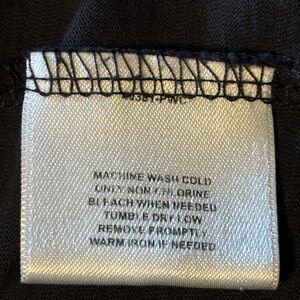 MACHINE WASH COLD
ONLY NON-CHLORINE
BLEACH WHEN NEEDED
TUMBLE DRY LOW
REMOVE PROMPTLY
WARM IRON IF NEEDED